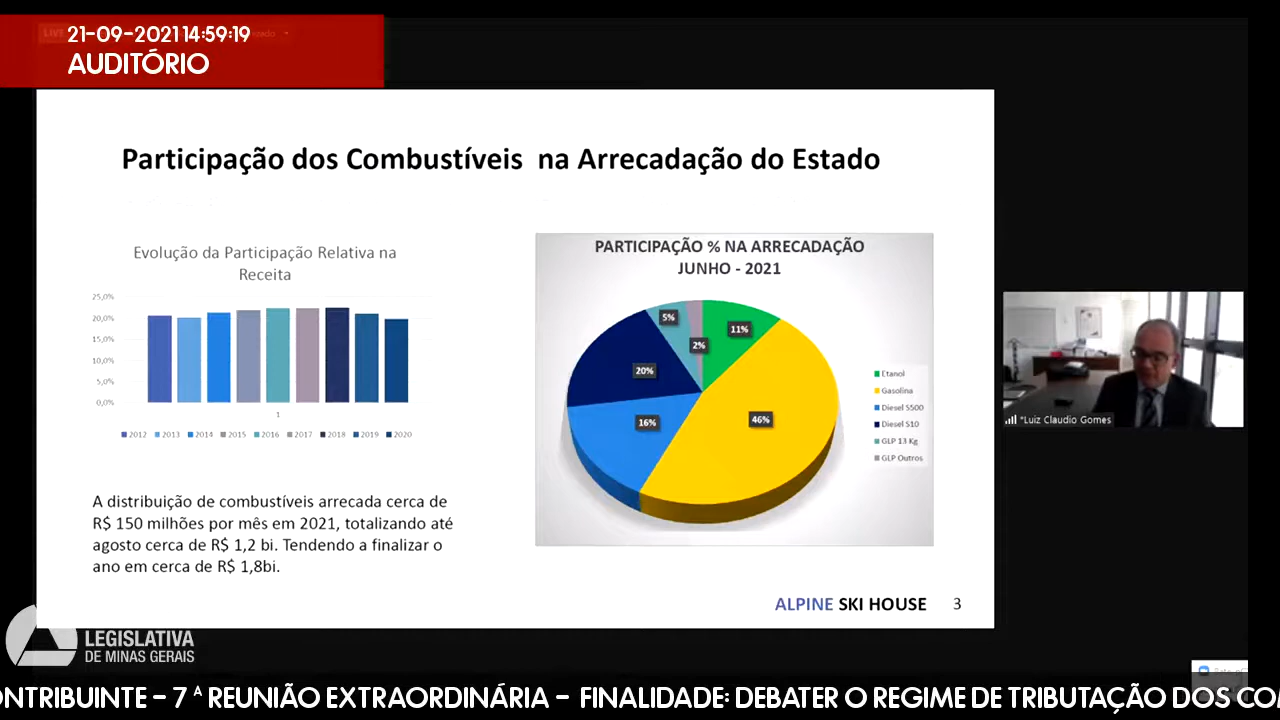 LIVE
21-09-2021 14:59:19
AUDITÓRIO
Participação dos Combustíveis na Arrecadação do Estado
Evolução da Participação Relativa na
Receita
25,0%
20,0%
15,0%
10,0%
5,0%
0,0%
1
2012 2013 2014 2015 2016 2017 2018 2019 2020
PARTICIPAÇÃO % NA ARRECADAÇÃO
JUNHO - 2021
5%
11%
2%
20%
16%
46%
Etanol
Gasolina
Diesel S500
Diesel S10
GLP 13 Kg
GLP Outros
A distribuição de combustíveis arrecada cerca de
R$ 150 milhões por mês em 2021, totalizando até
agosto cerca de R$ 1,2 bi. Tendendo a finalizar o
ano em cerca de R$ 1,8bi.
ALPINE SKI HOUSE 3
*Luiz Claudio Gomes
LEGISLATIVA
DE MINAS GERAIS
ONTRIBUINTE - 7 ª REUNIÃO EXTRAORDINÁRIA - FINALIDADE: DEBATER O REGIME DE TRIBUTAÇÃO DOS CO